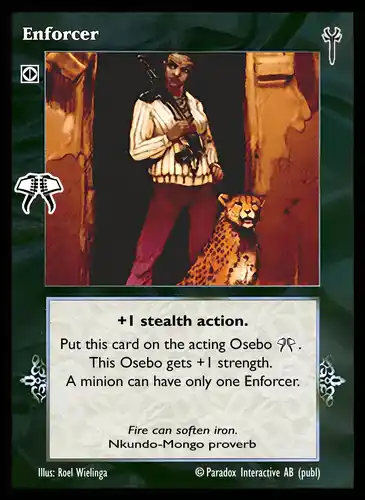 Enforcer
+1 stealth action.
Put this card on the acting Osebo .
This Osebo gets +1 strength.
A minion can have only one Enforcer.
Fire can soften iron.
Nkundo-Mongo proverb
Illus: Roel Wielinga
© Paradox Interactive AB (publ)